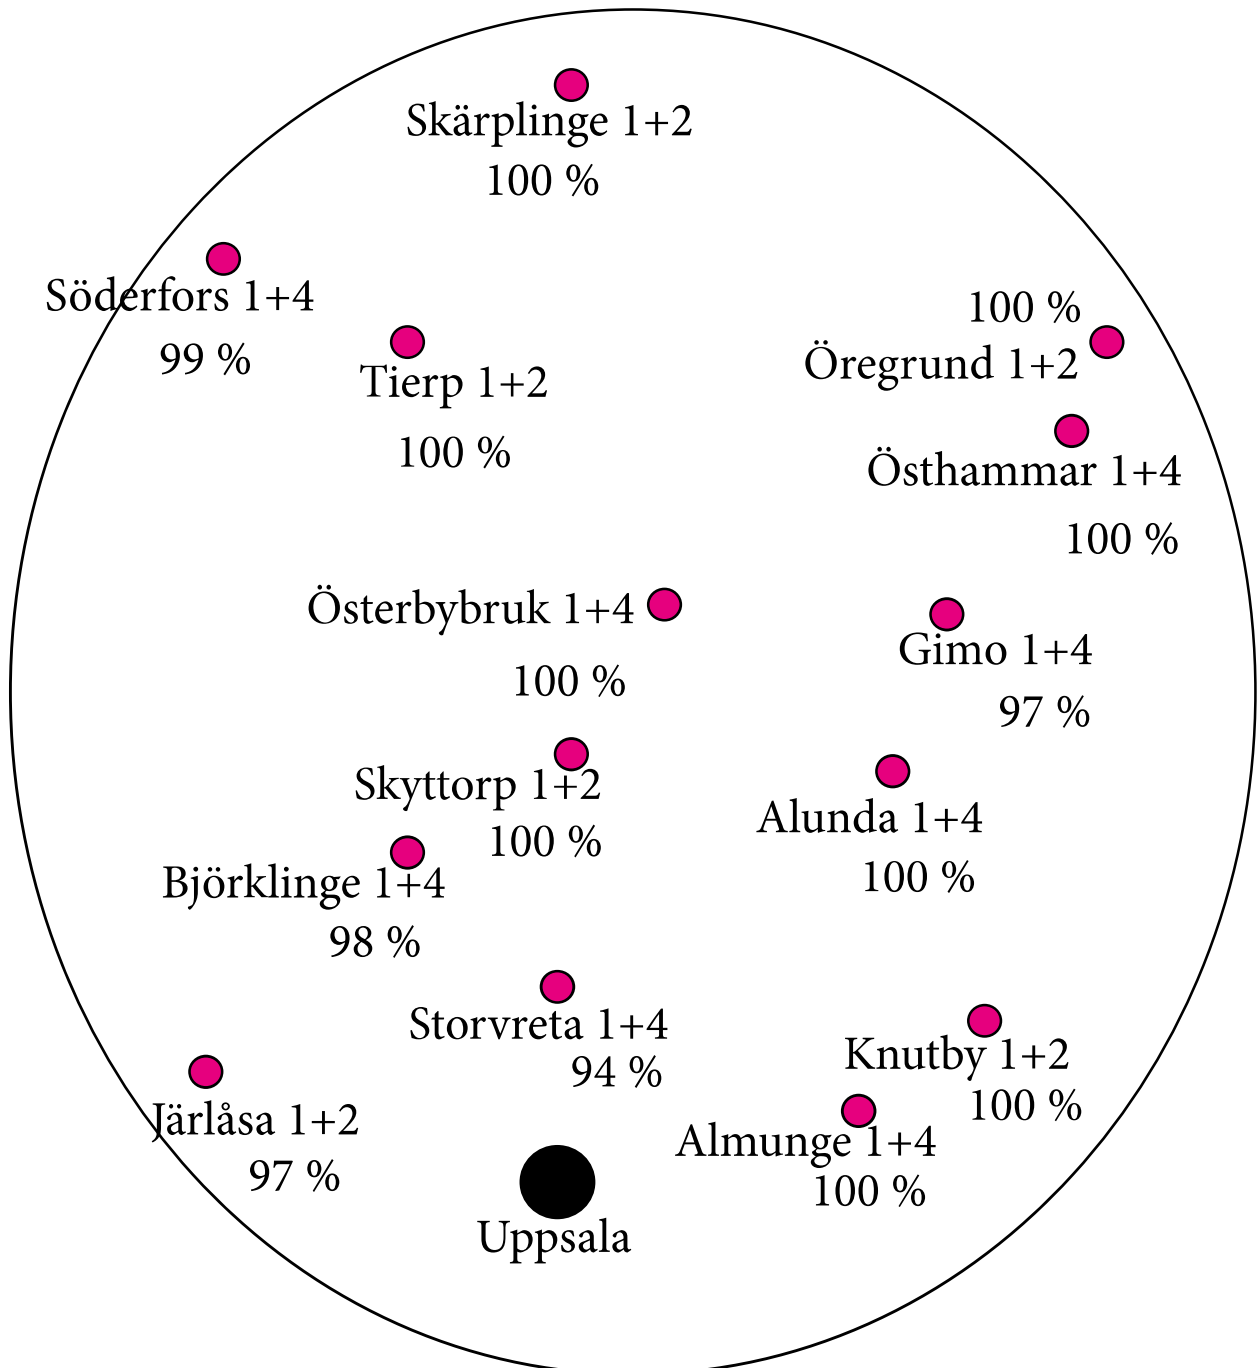 Skärplinge 1+2
100 %
Söderfors 1+4
99 %
Tierp 1+2
100 %
100 %
Öregrund 1+2
Östhammar 1+4
100 %
Österbybruk 1+4
100 %
Gimo 1+4
97 %
Skyttorp 1+2
100 %
Alunda 1+4
100 %
Björklinge 1+4
98 %
Storvreta 1+4
94 %
Knutby 1+2
100 %
Järlåsa 1+2
97 %
Almunge 1+4
100 %
Uppsala